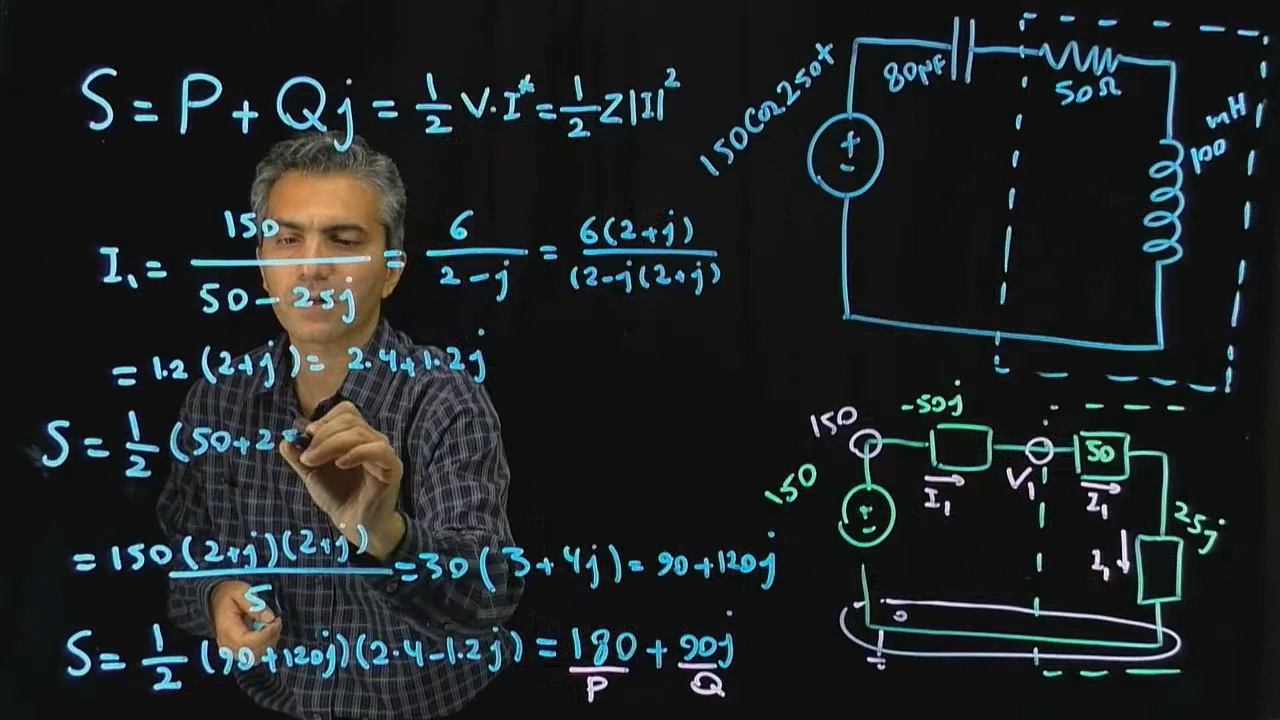 S = P + Qj = 1/2 V·I* = 1/2 Z|I|²
I₁ = 150/(50 - 25j) = 6/(2 - j) = 6(2+j)/(2-j(2+j)
= 1.2 (2+j) = 2.4+1.2j
S = 1/2 (50+2
= 150(2+j)(2+j)/5 = 30(3+4j) = 90+120j
S = 1/2 (90+120j)(2.4-1.2j) = 180 + 90j
P Q
150Cos250t
80µF
50Ω
100 mH
+
-
150
-50j
50
I₁
V₁
I₁
150
+
-
25j
I₁
0